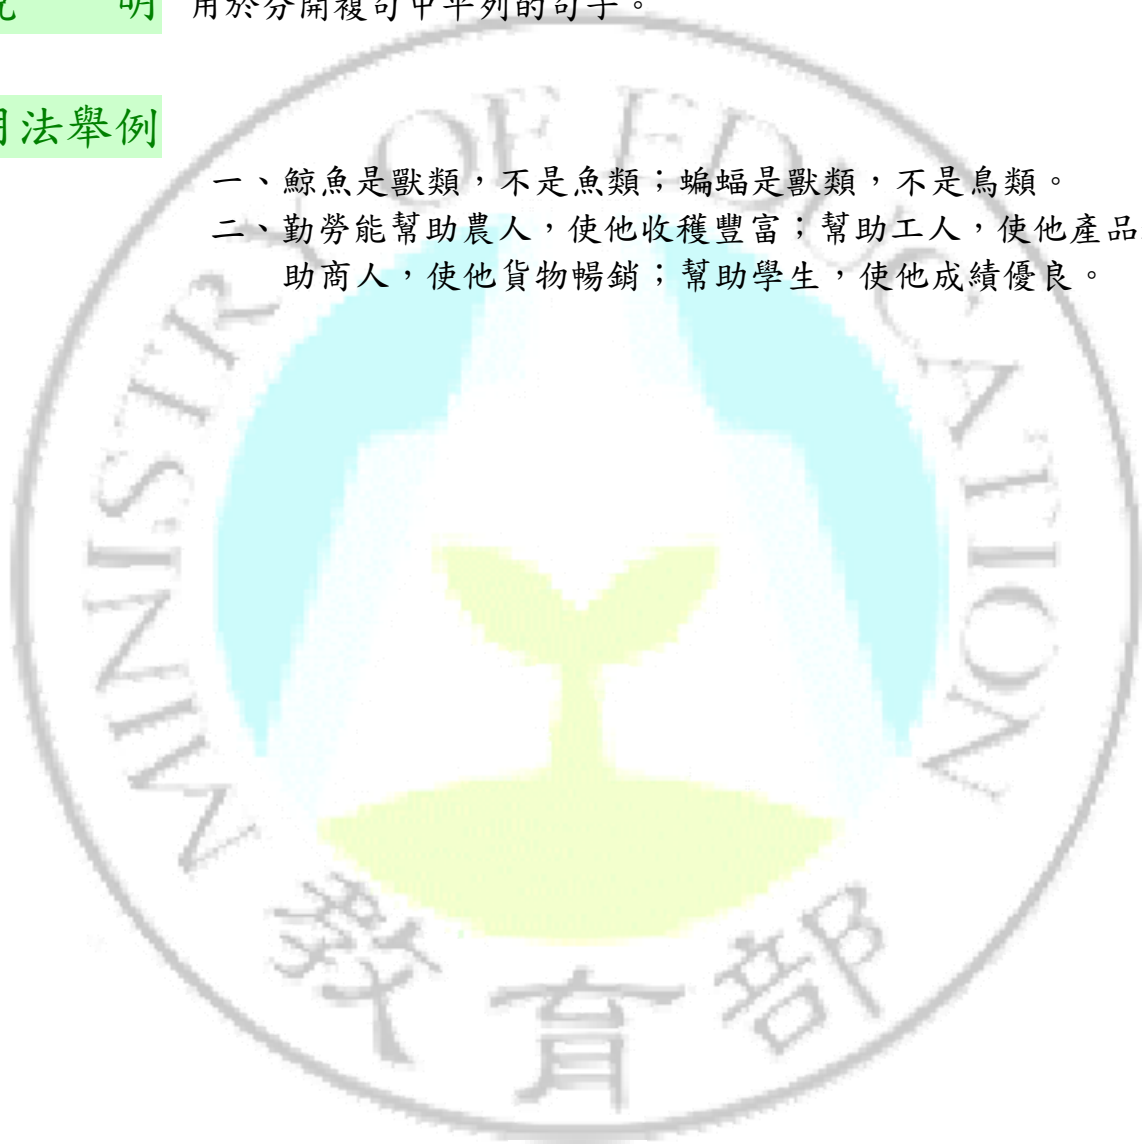 說 明 用於分開複句中平列的句子。
用法舉例
一、鯨魚是獸類，不是魚類；蝙蝠是獸類，不是鳥類。
二、勤勞能幫助農人，使他收穫豐富；幫助工人，使他產品
助商人，使他貨物暢銷；幫助學生，使他成績優良。
MINISTRY OF EDUCATION
教育部